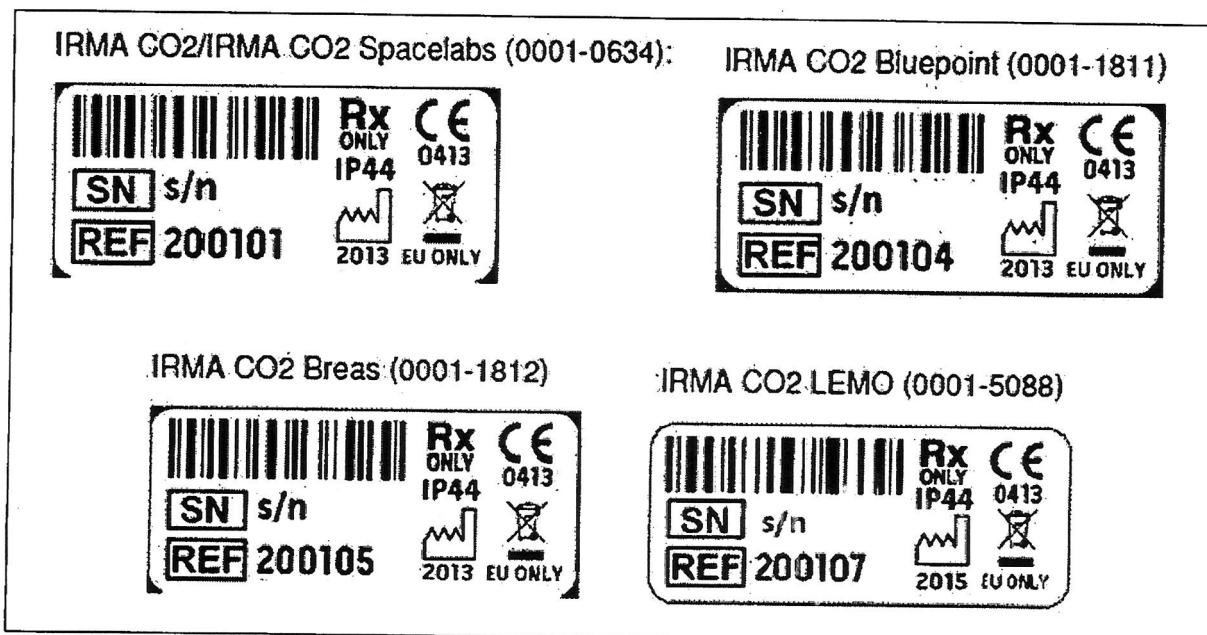 IRMA CO2/IRMA CO2 Spacelabs (0001-0634):
Rx
ONLY
IP44
CE
0413
SN s/n
REF 200101
2013
EU ONLY
IRMA CO2 Bluepoint (0001-1811)
Rx
ONLY
IP44
CE
0413
SN s/n
REF 200104
2013
EU ONLY
IRMA CO2 Breas (0001-1812)
Rx
ONLY
IP44
CE
0413
SN s/n
REF 200105
2013
EU ONLY
IRMA CO2 LEMO (0001-5088)
Rx
ONLY
IP44
CE
0413
SN s/n
REF 200107
2015
EU ONLY